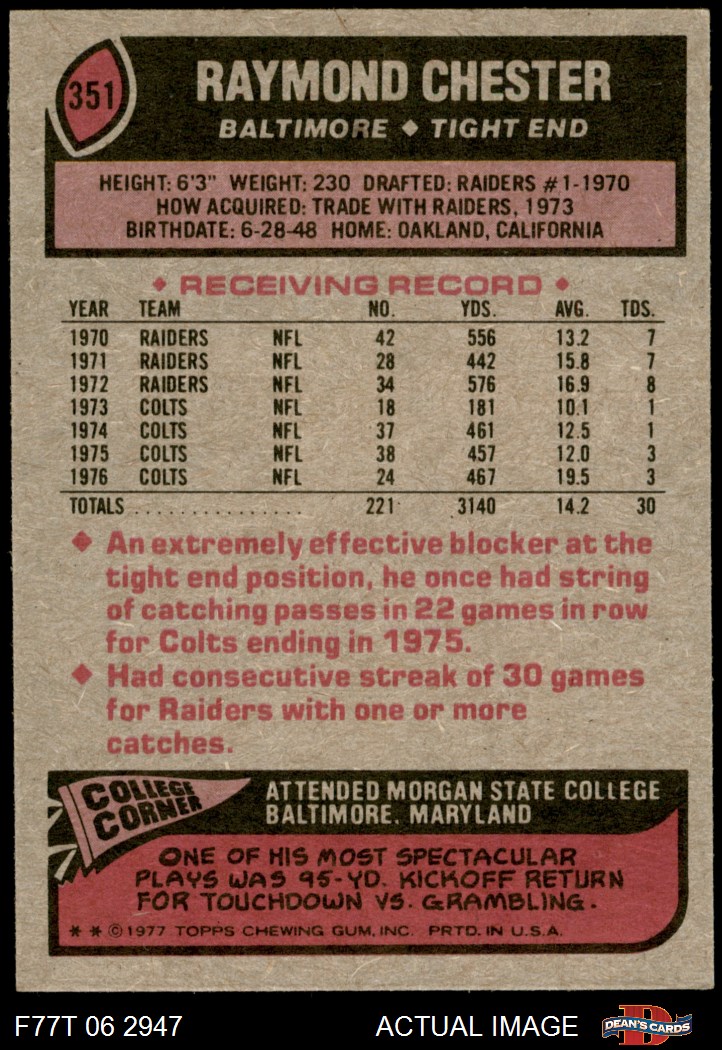 351
RAYMOND CHESTER
BALTIMORE ◆ TIGHT END
HEIGHT: 6'3" WEIGHT: 230 DRAFTED: RAIDERS #1-1970
HOW ACQUIRED: TRADE WITH RAIDERS, 1973
BIRTHDATE: 6-28-48 HOME: OAKLAND, CALIFORNIA
◆ RECEIVING RECORD ◆
YEAR TEAM NO. YDS. AVG. TDS.
1970 RAIDERS NFL 42 556 13.2 7
1971 RAIDERS NFL 28 442 15.8 7
1972 RAIDERS NFL 34 576 16.9 8
1973 COLTS NFL 18 181 10.1 1
1974 COLTS NFL 37 461 12.5 1
1975 COLTS NFL 38 457 12.0 3
1976 COLTS NFL 24 467 19.5 3
TOTALS . . . . . . . . . . . . . . . 221 3140 14.2 30
◆ An extremely effective blocker at the
tight end position, he once had string
of catching passes in 22 games in row
for Colts ending in 1975.
◆ Had consecutive streak of 30 games
for Raiders with one or more
catches.
COLLEGE
CORNER
ATTENDED MORGAN STATE COLLEGE
BALTIMORE, MARYLAND
ONE OF HIS MOST SPECTACULAR
PLAYS WAS 95-YD. KICKOFF RETURN
FOR TOUCHDOWN VS. GRAMBLING.
* * © 1977 TOPPS CHEWING GUM, INC. PRTD. IN U.S.A.
F77T 06 2947 ACTUAL IMAGE
D
DEAN'S CARDS